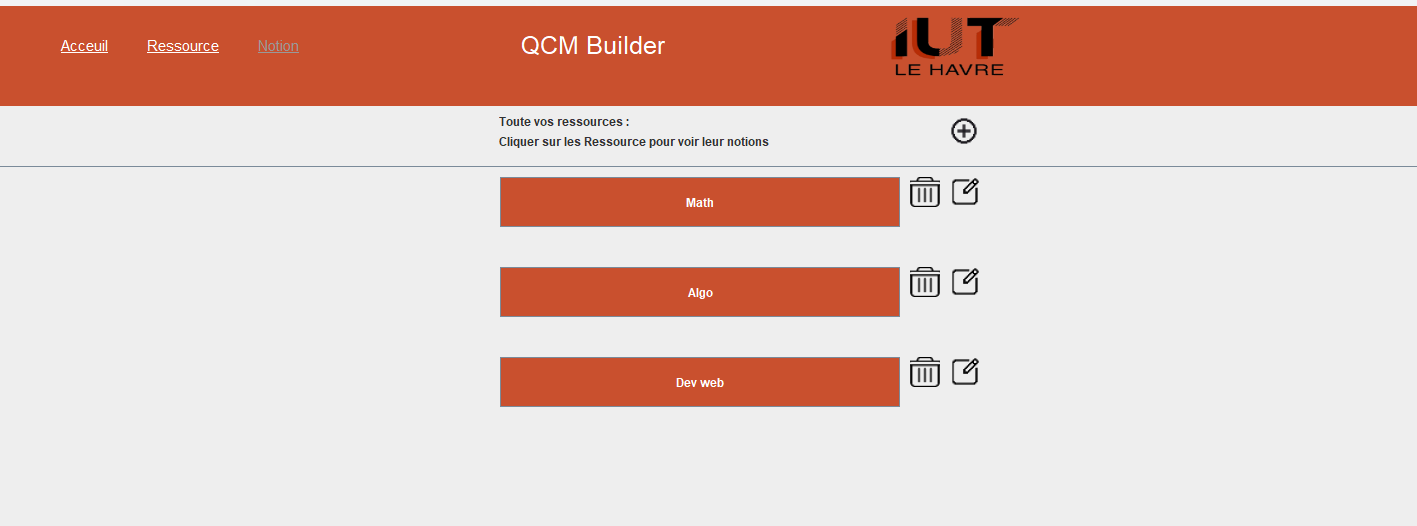 Acceuil
Ressource
Notion
QCM Builder
IUT
LE HAVRE
Toute vos ressources :
Cliquer sur les Ressource pour voir leur notions
Math
Algo
Dev web